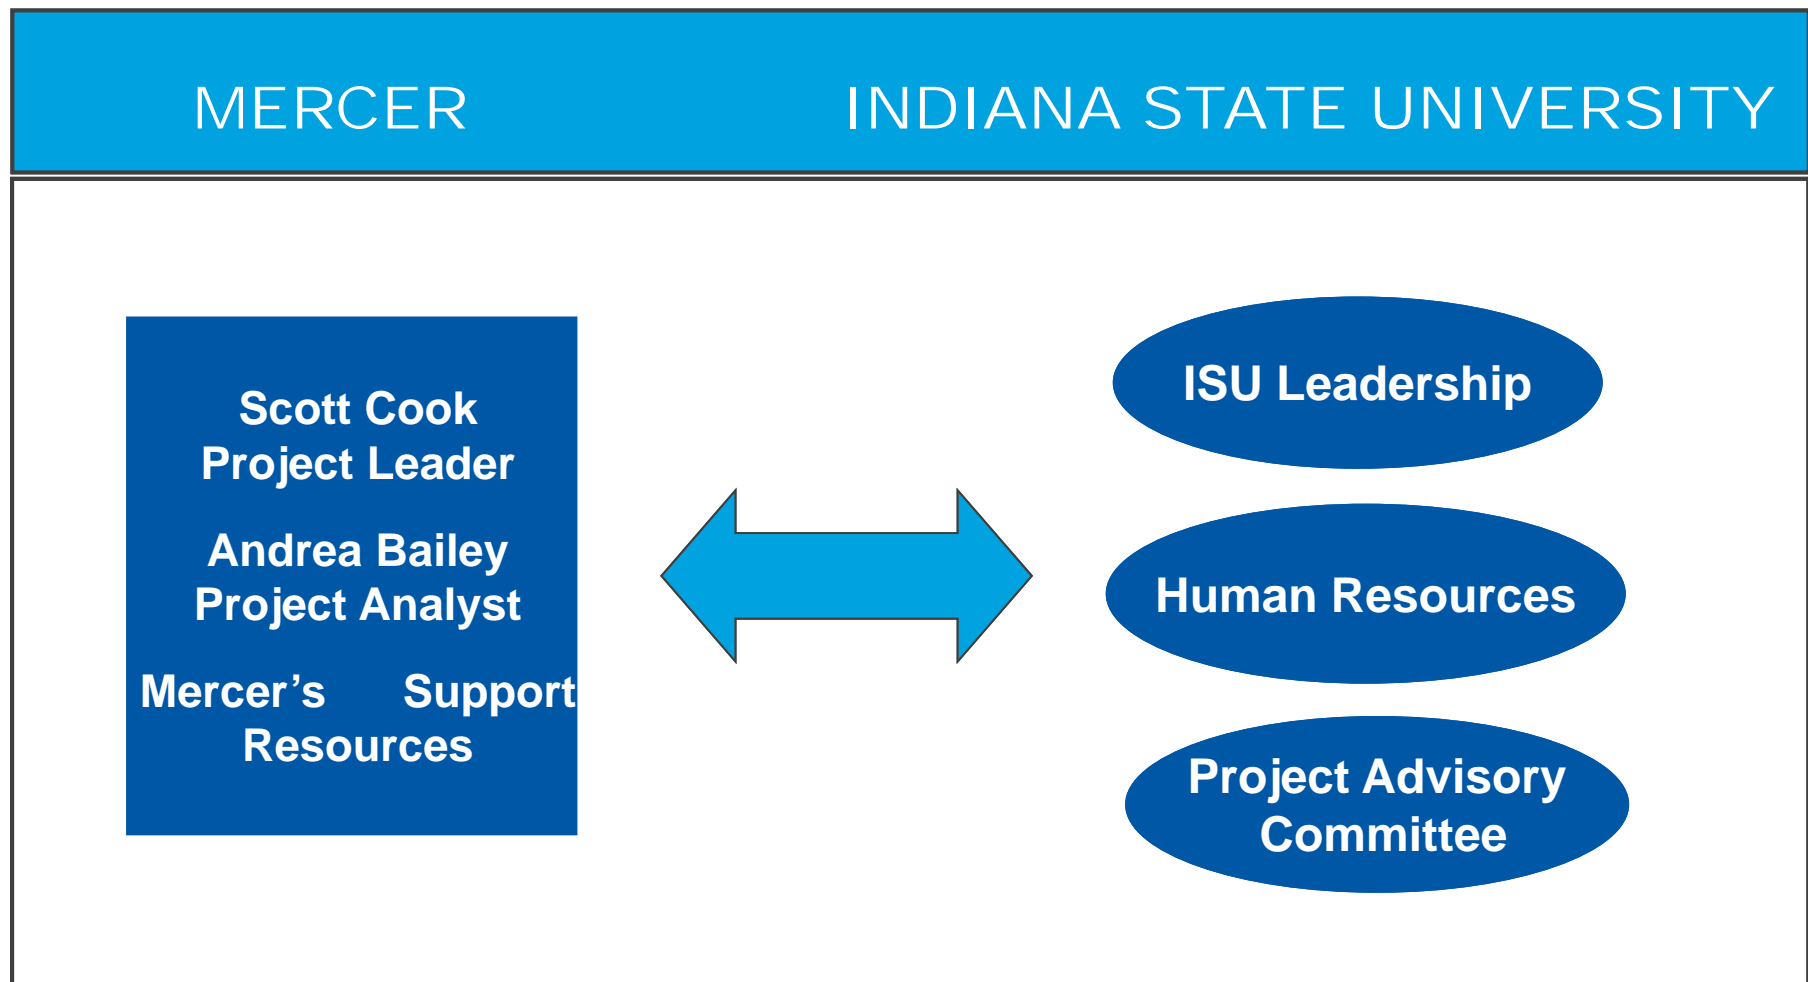 MERCER
INDIANA STATE UNIVERSITY
Scott Cook
Project Leader
Andrea Bailey
Project Analyst
Mercer’s Support
Resources
ISU Leadership
Human Resources
Project Advisory
Committee